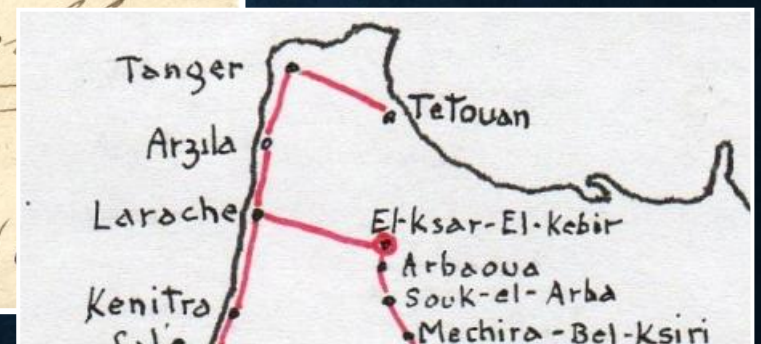 Tanger
Tetouan
Arzila
Larache
El-Ksar-El-Kebir
Arbaoua
Kenitra
Souk-el-Arba
Mechira-Bel-Ksiri